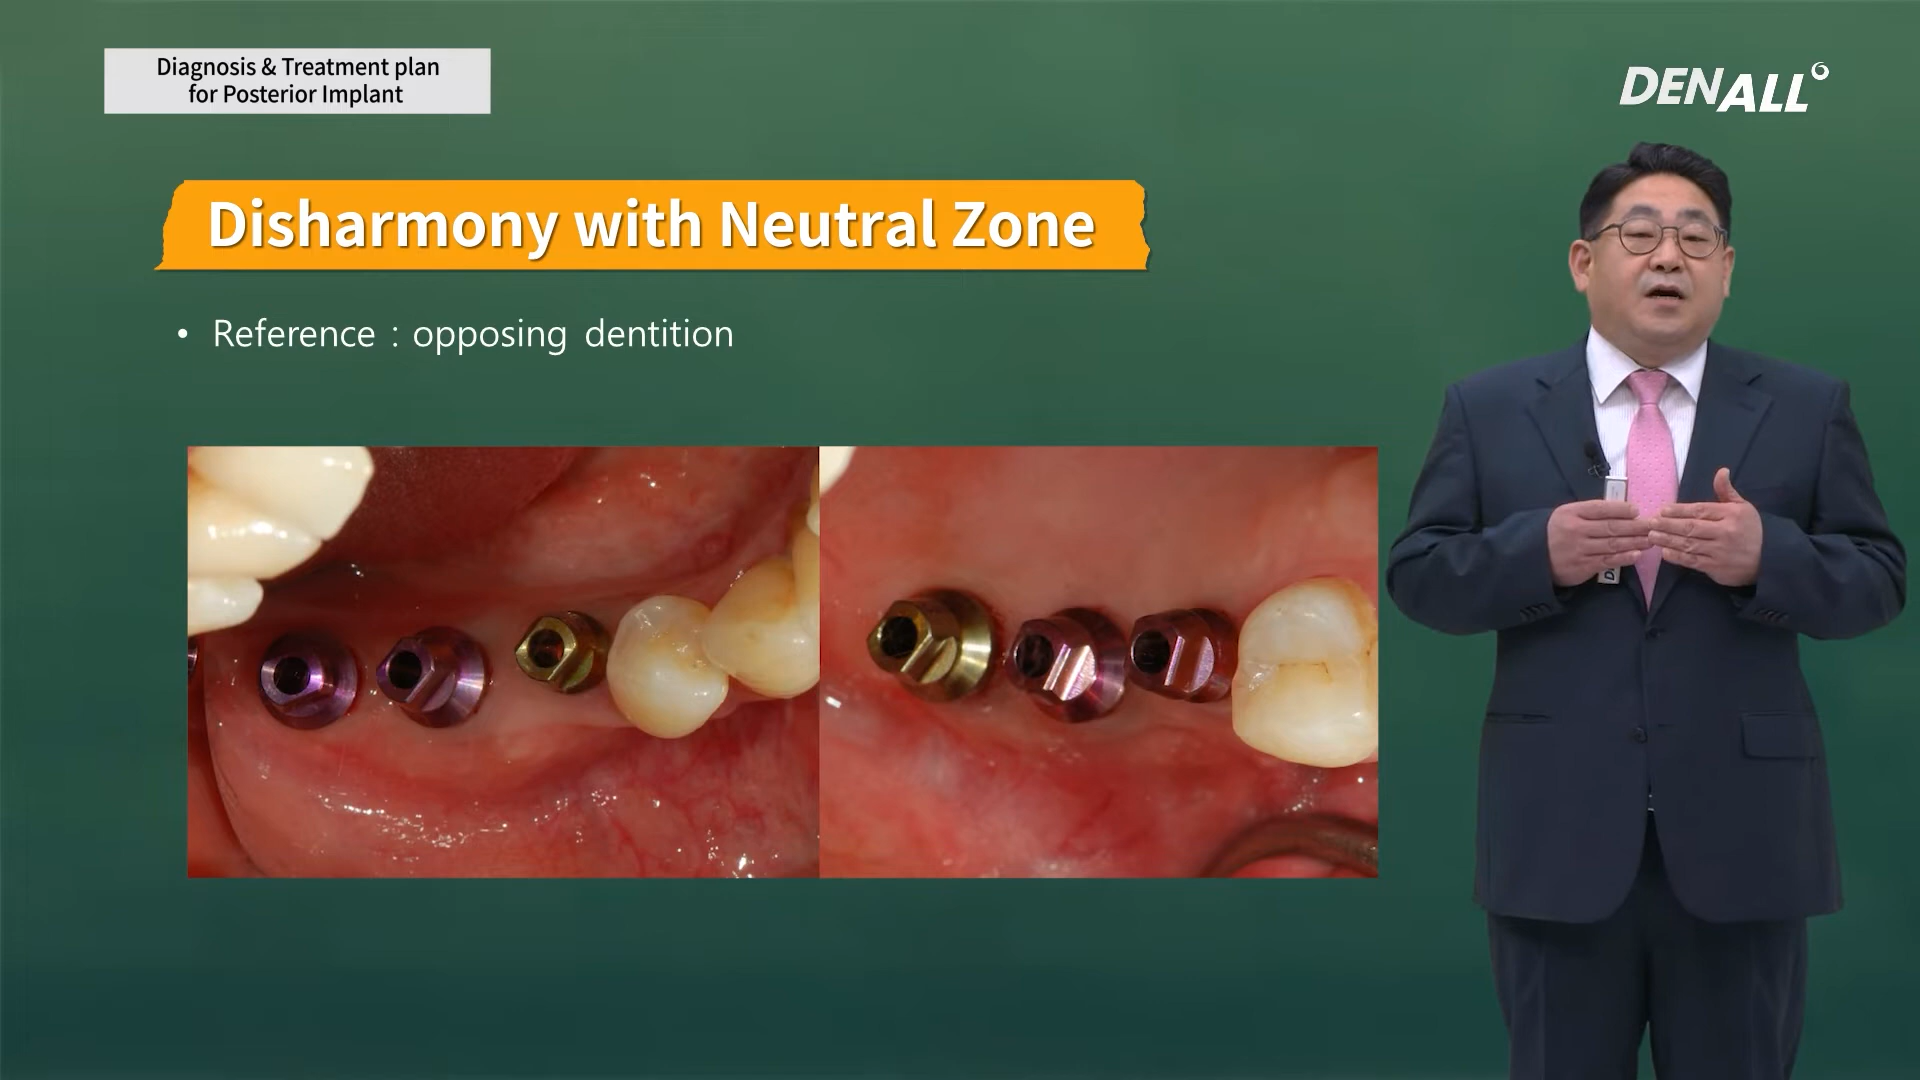 Diagnosis & Treatment plan
for Posterior Implant
DENALL
Disharmony with Neutral Zone
• Reference : opposing dentition